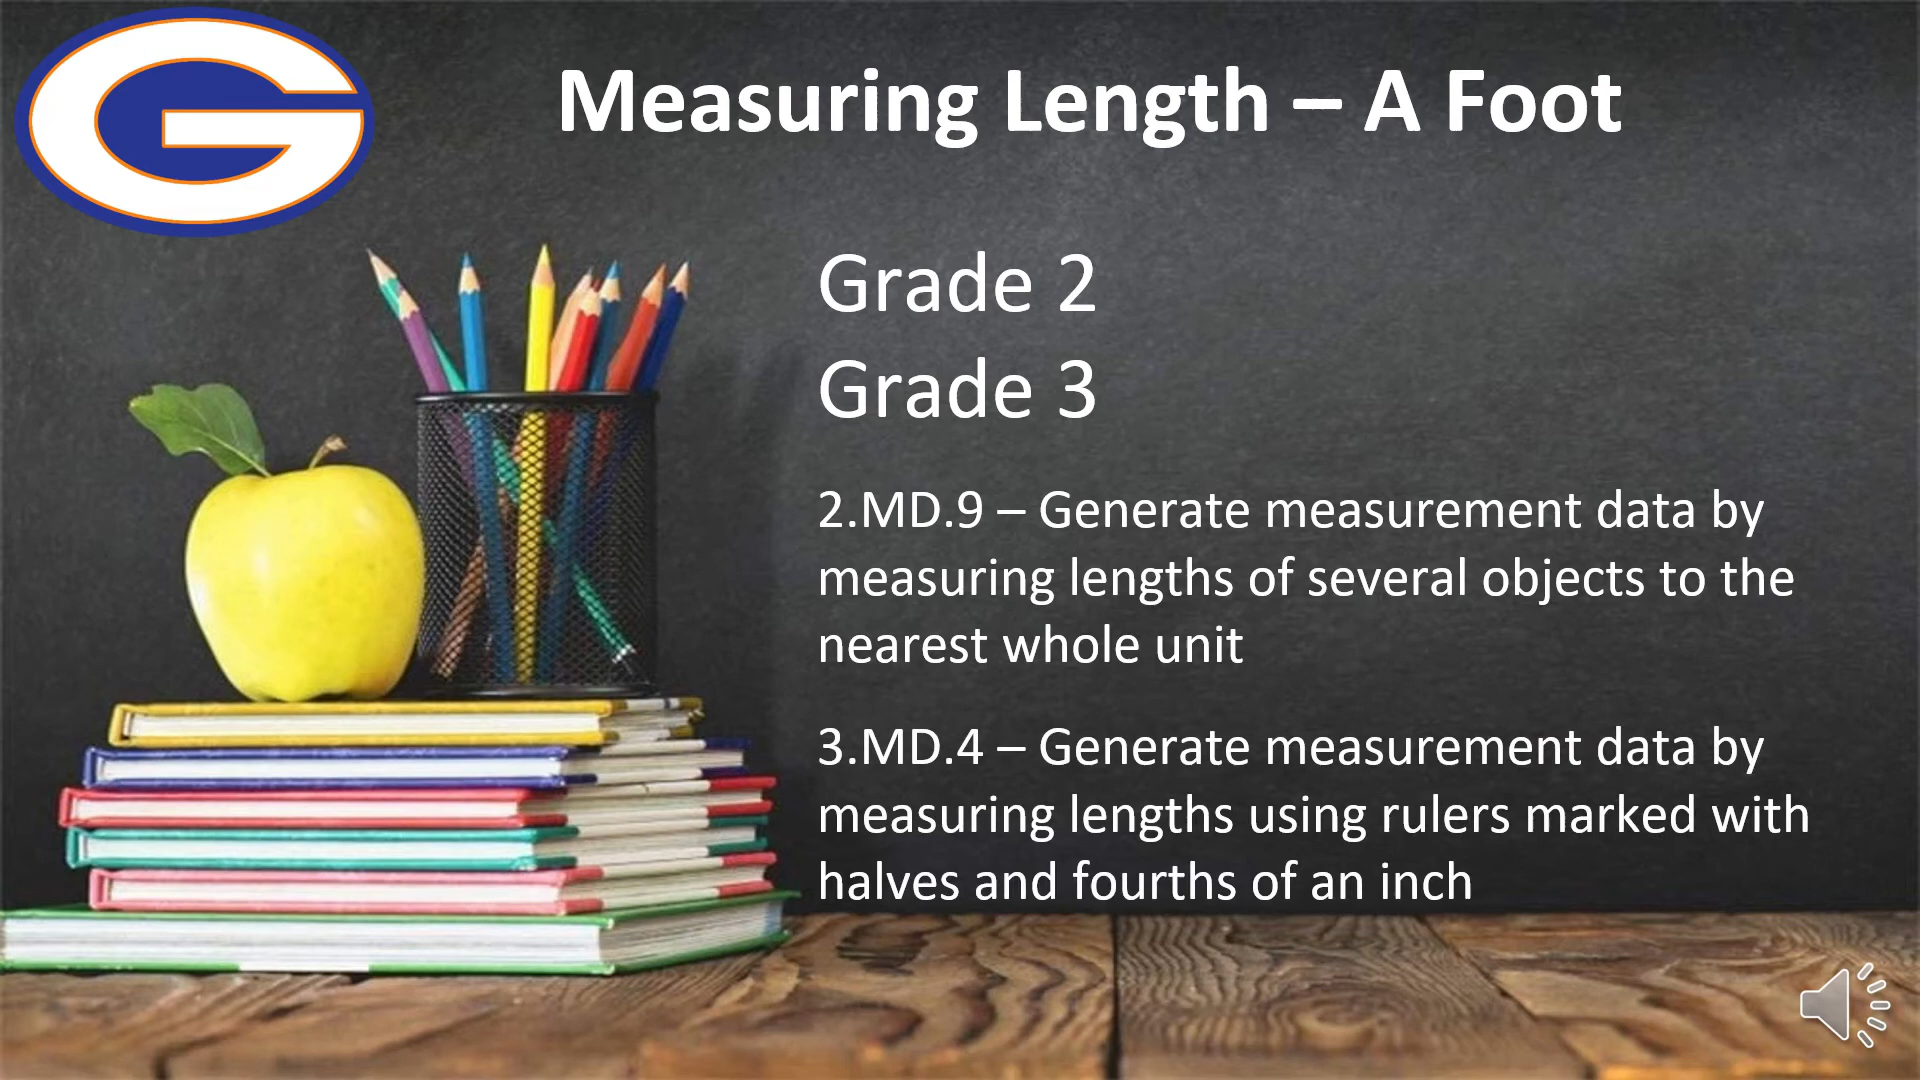 G
Measuring Length – A Foot
Grade 2
Grade 3
2.MD.9 – Generate measurement data by
measuring lengths of several objects to the
nearest whole unit
3.MD.4 – Generate measurement data by
measuring lengths using rulers marked with
halves and fourths of an inch